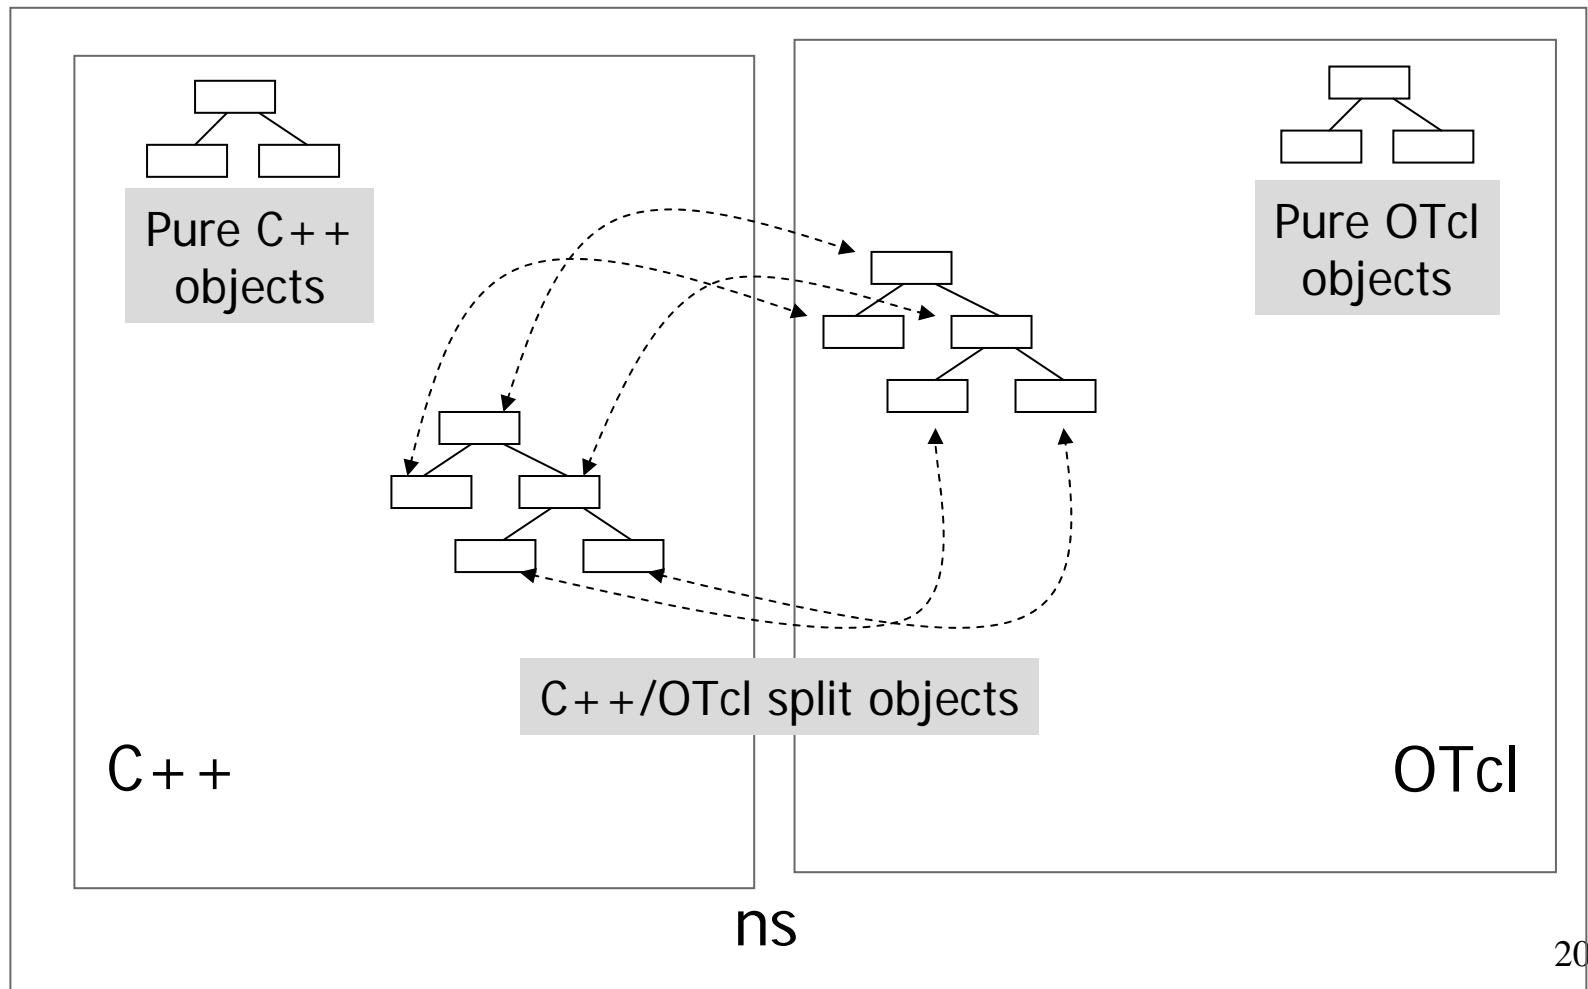 Pure C++
objects
Pure OTcl
objects
C++/OTcl split objects
C++
OTcl
ns
20